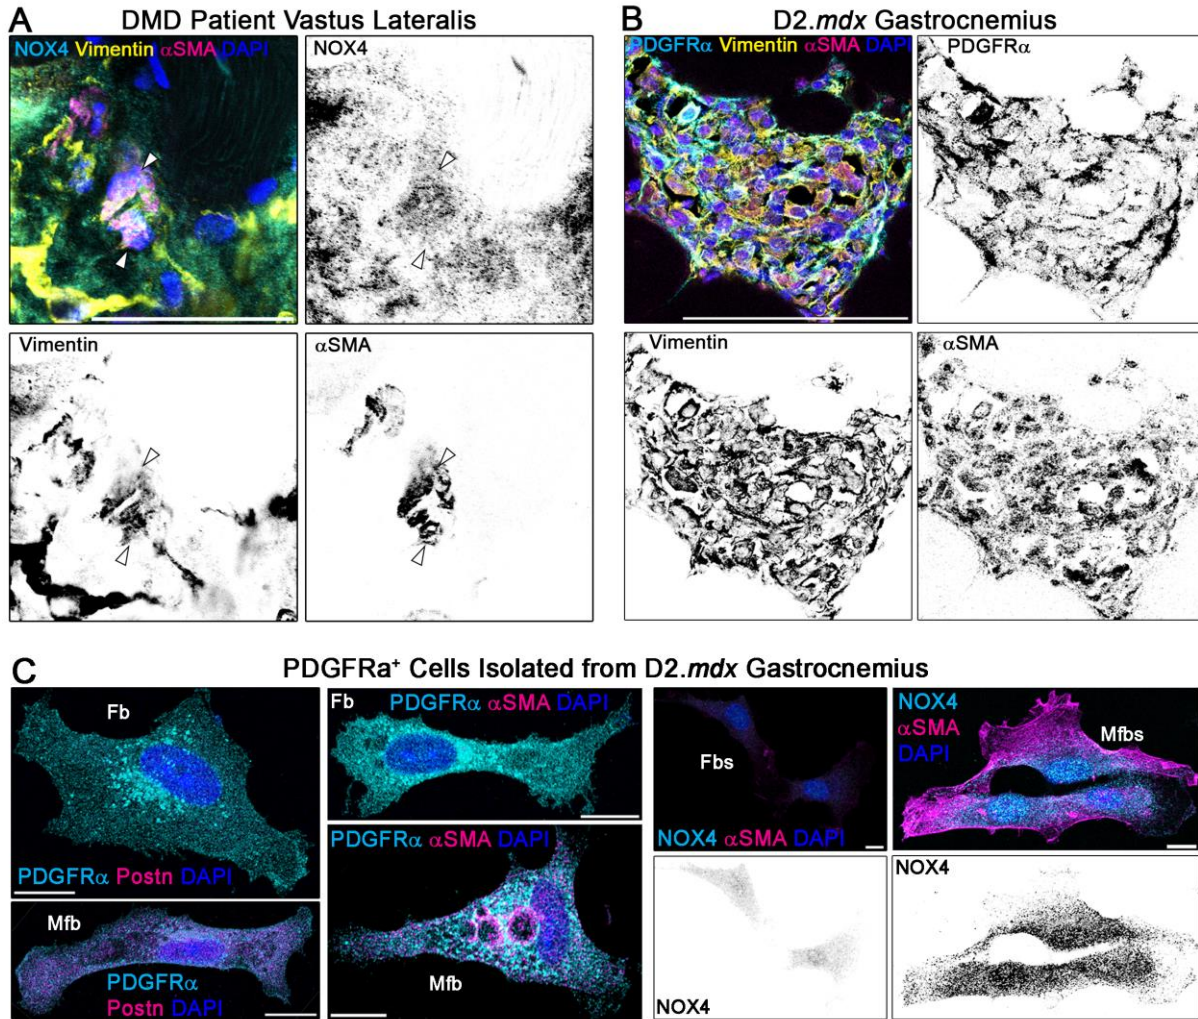 A
DMD Patient Vastus Lateralis
NOX4 Vimentin αSMA DAPI
NOX4
Vimentin
αSMA
B
D2.mdx Gastrocnemius
PDGFRα Vimentin αSMA DAPI
PDGFRα
Vimentin
αSMA
C
PDGFRa⁺ Cells Isolated from D2.mdx Gastrocnemius
Fb
PDGFRα Postn DAPI
Mfb
PDGFRα
Postn DAPI
Fb
PDGFRα αSMA DAPI
PDGFRα αSMA DAPI
Mfb
Fbs
NOX4 αSMA DAPI
NOX4
NOX4
αSMA
DAPI
Mfbs
NOX4